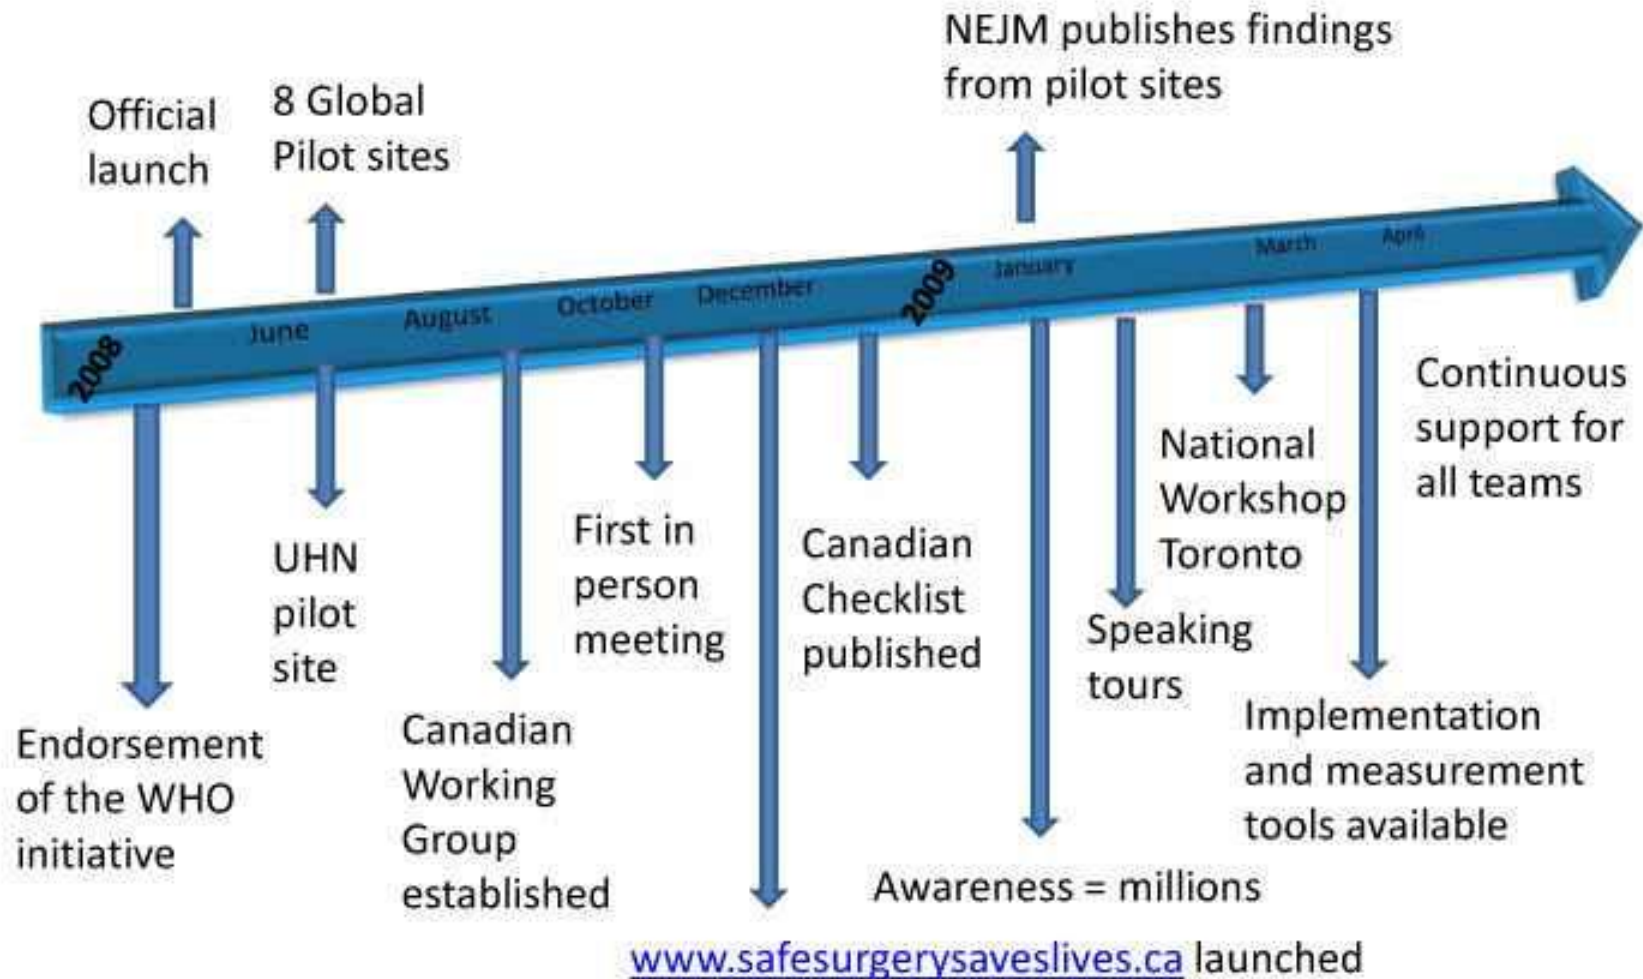 Official
launch
8 Global
Pilot sites
NEJM publishes findings
from pilot sites
2008
June
August
October
December
2009
January
March
April
Endorsement
of the WHO
initiative
UHN
pilot
site
Canadian
Working
Group
established
First in
person
meeting
www.safesurgerysaveslives.ca launched
Canadian
Checklist
published
Awareness = millions
Speaking
tours
National
Workshop
Toronto
Implementation
and measurement
tools available
Continuous
support for
all teams